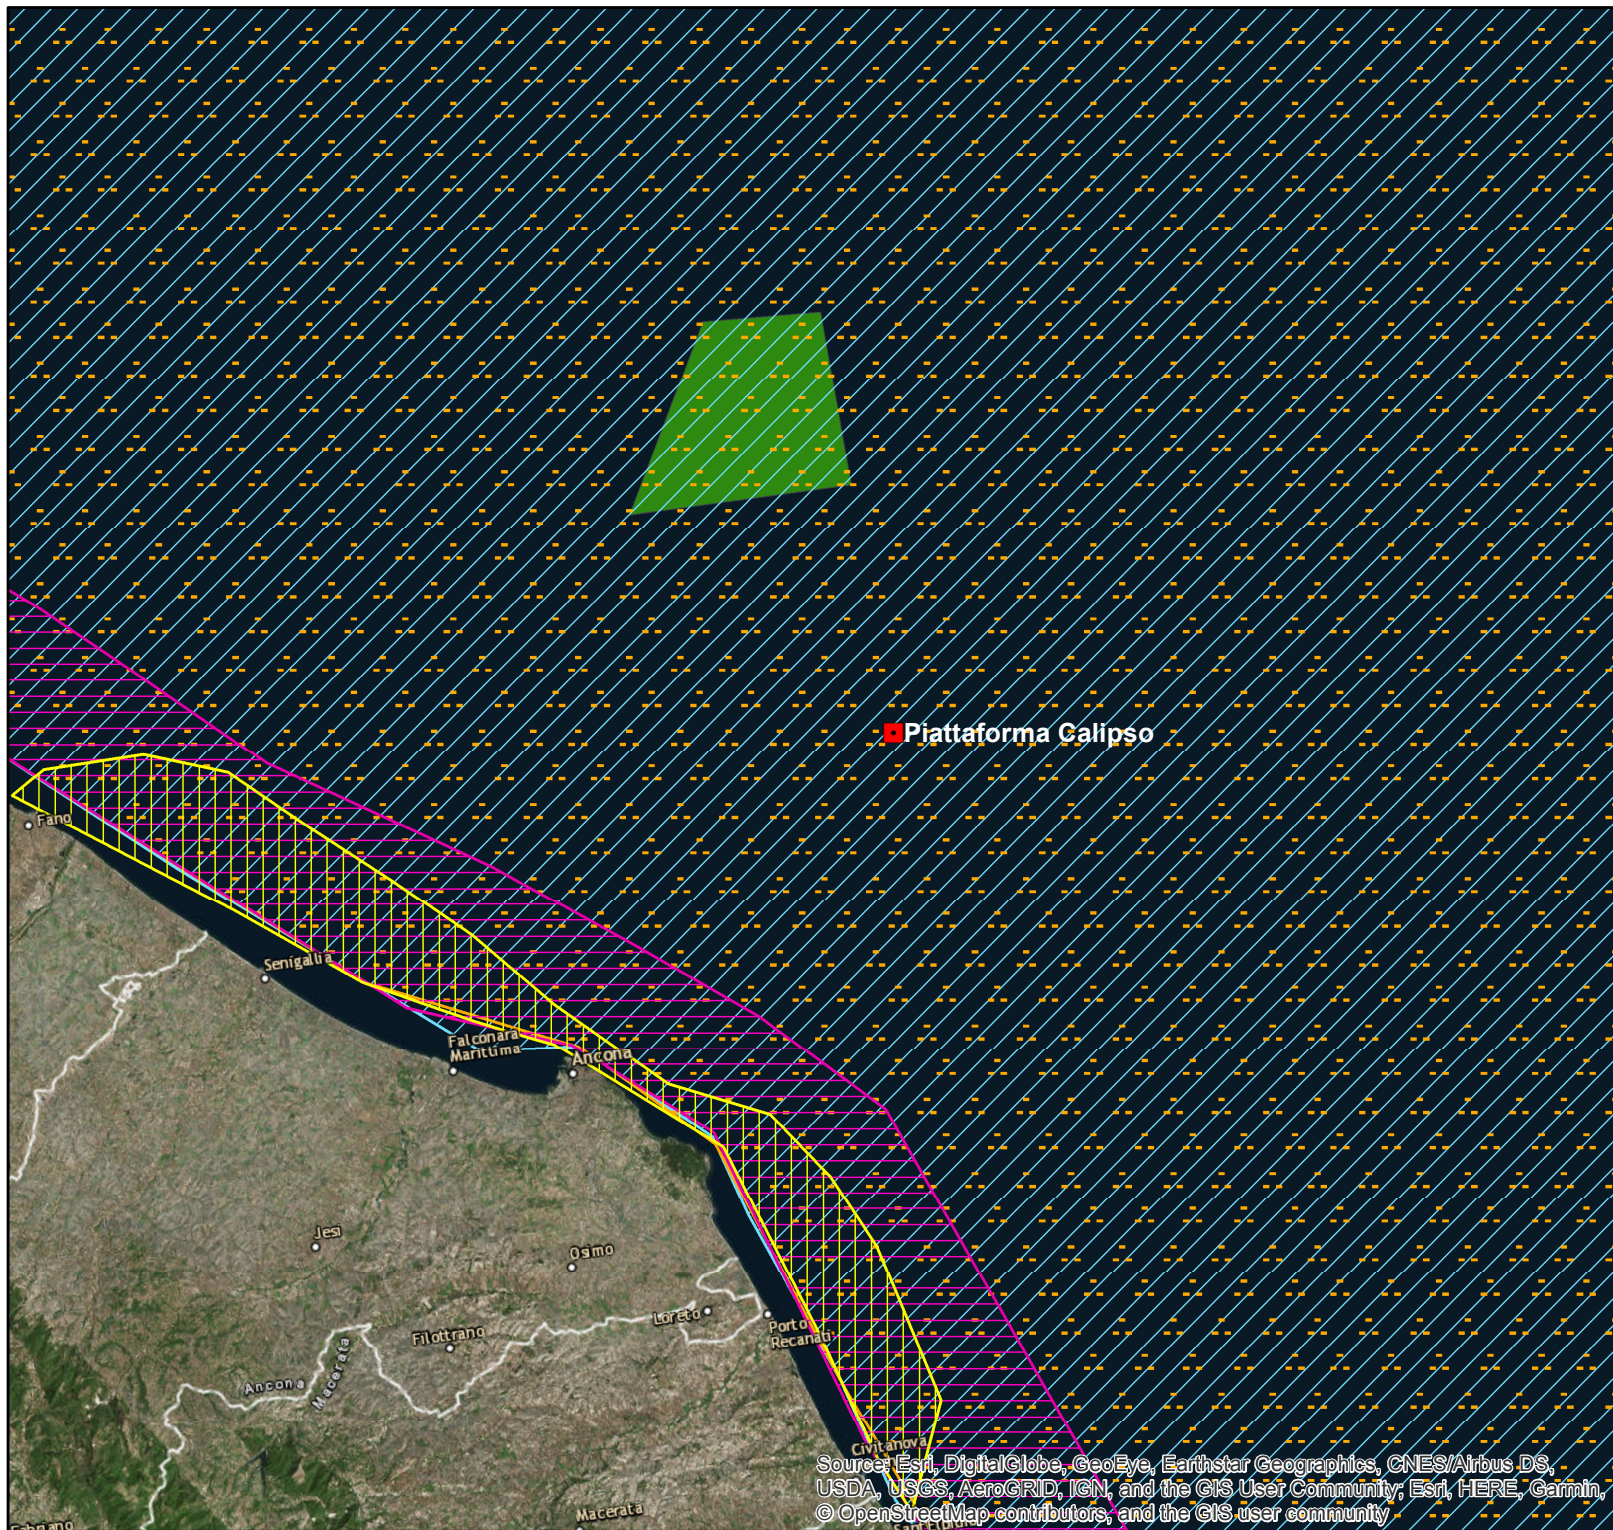 Piattaforma Calipso
Fano
Senigallia
Falconara
Marittima
Ancona
Jesi
Osimo
Loreto
Porto
Recanati
Filottrano
Ancona
Macerata
Civitanova
Source: Esri, DigitalGlobe, GeoEye, Earthstar Geographics, CNES/Airbus DS,
USDA, USGS, AeroGRID, IGN, and the GIS User Community; Esri, HERE, Garmin,
© OpenStreetMap contributors, and the GIS user community
Macerata
Fabriano